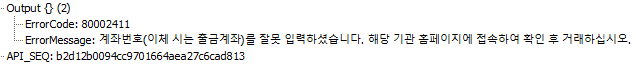 Output {} (2)
ErrorCode: 80002411
ErrorMessage: 계좌번호(이체 시는 출금계좌)를 잘못 입력하셨습니다. 해당 기관 홈페이지에 접속하여 확인 후 거래하십시오.
API_SEQ: b2d12b0094cc9701664aea27c6cad813